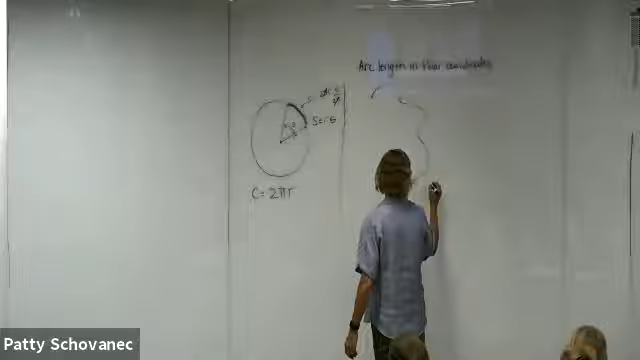 Arc length in Polar coordinates
S = rθ
C = 2πr
Patty Schovanec